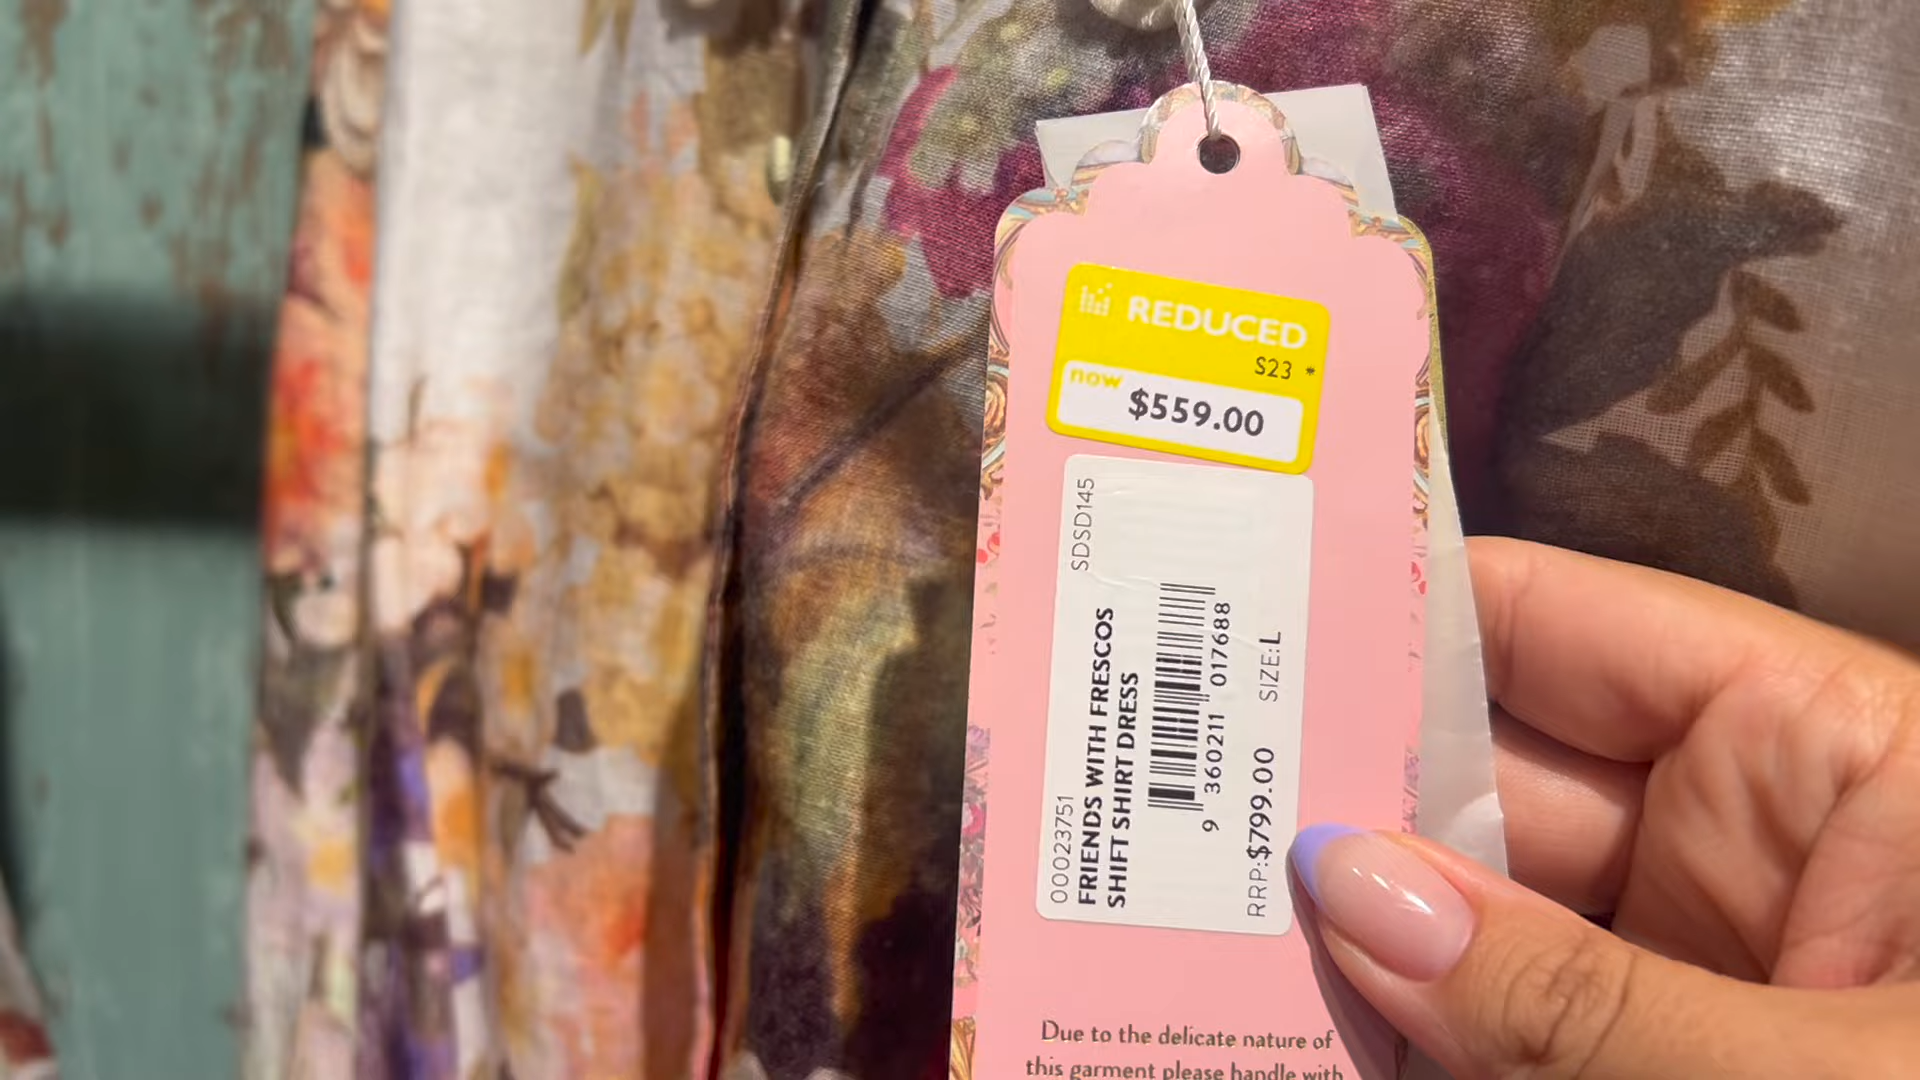 REDUCED
S23 *
now
$559.00
SDSD145
00023751
FRIENDS WITH FRESCOS
SHIFT SHIRT DRESS
9 360211 017688
RRP:$799.00 SIZE:L
Due to the delicate nature of
this garment please handle with